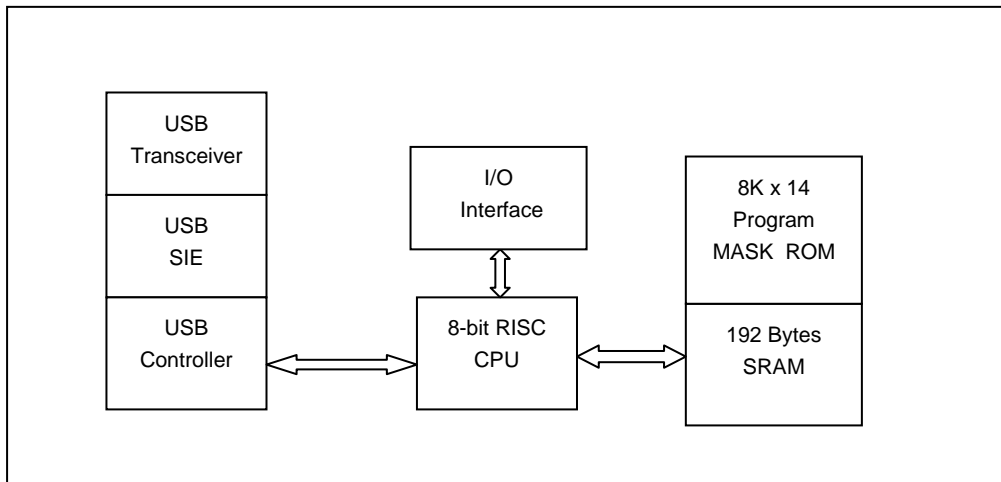 USB
Transceiver
USB
SIE
USB
Controller
I/O
Interface
8-bit RISC
CPU
8K x 14
Program
MASK ROM
192 Bytes
SRAM